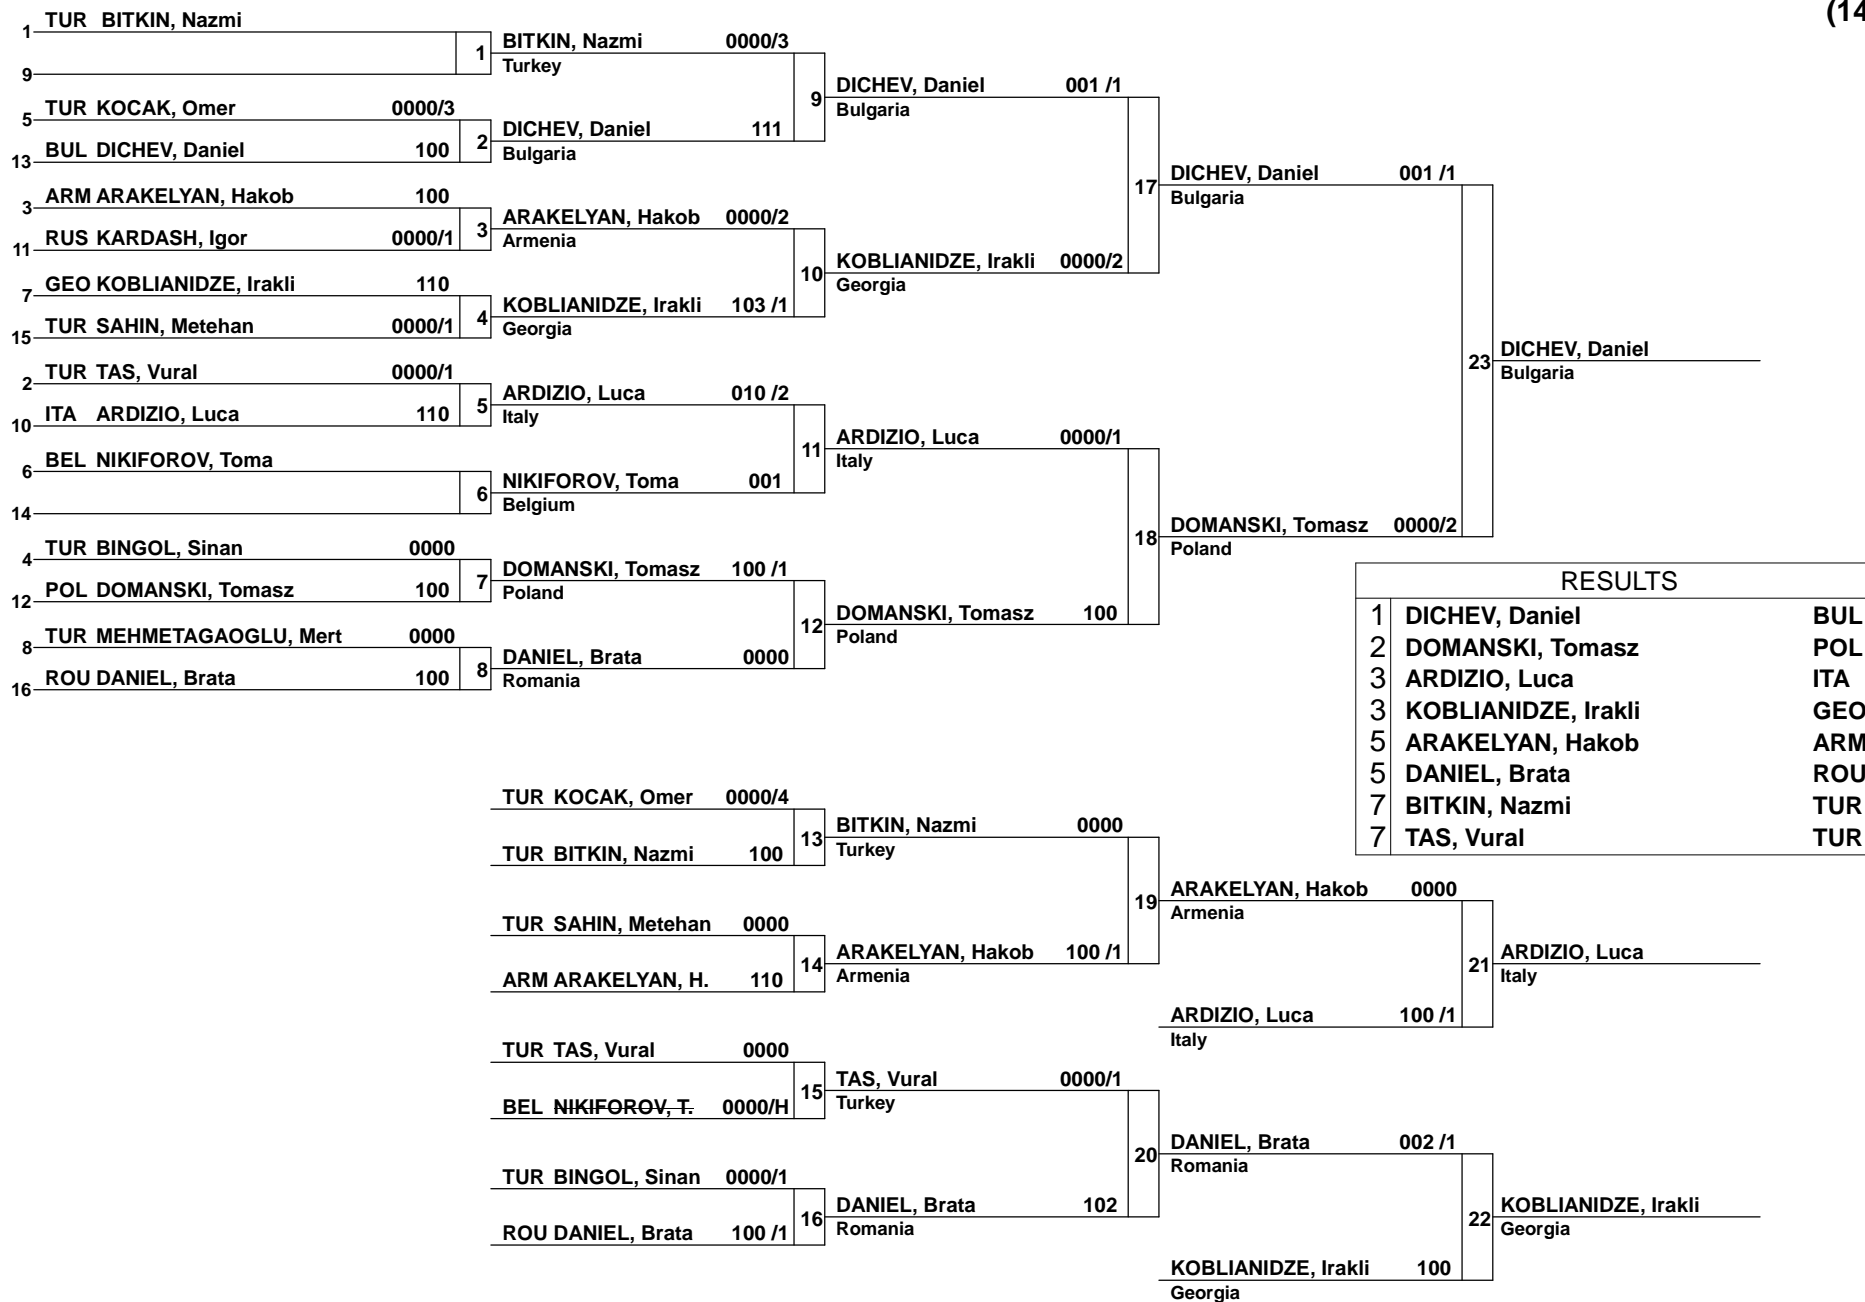 (14
1 TUR BITKIN, Nazmi
9
1 BITKIN, Nazmi 0000/3
Turkey
5 TUR KOCAK, Omer 0000/3
13 BUL DICHEV, Daniel 100
2 DICHEV, Daniel 111
Bulgaria
9 DICHEV, Daniel 001 /1
Bulgaria
3 ARM ARAKELYAN, Hakob 100
11 RUS KARDASH, Igor 0000/1
3 ARAKELYAN, Hakob 0000/2
Armenia
7 GEO KOBLIANIDZE, Irakli 110
15 TUR SAHIN, Metehan 0000/1
4 KOBLIANIDZE, Irakli 103 /1
Georgia
10 KOBLIANIDZE, Irakli 0000/2
Georgia
17 DICHEV, Daniel 001 /1
Bulgaria
2 TUR TAS, Vural 0000/1
10 ITA ARDIZIO, Luca 110
5 ARDIZIO, Luca 010 /2
Italy
6 BEL NIKIFOROV, Toma
14
6 NIKIFOROV, Toma 001
Belgium
11 ARDIZIO, Luca 0000/1
Italy
4 TUR BINGOL, Sinan 0000
12 POL DOMANSKI, Tomasz 100
7 DOMANSKI, Tomasz 100 /1
Poland
8 TUR MEHMETAGAOGLU, Mert 0000
16 ROU DANIEL, Brata 100
8 DANIEL, Brata 0000
Romania
12 DOMANSKI, Tomasz 100
Poland
18 DOMANSKI, Tomasz 0000/2
Poland
23 DICHEV, Daniel
Bulgaria
RESULTS
1 DICHEV, Daniel BUL
2 DOMANSKI, Tomasz POL
3 ARDIZIO, Luca ITA
3 KOBLIANIDZE, Irakli GEO
5 ARAKELYAN, Hakob ARM
5 DANIEL, Brata ROU
7 BITKIN, Nazmi TUR
7 TAS, Vural TUR
TUR KOCAK, Omer 0000/4
TUR BITKIN, Nazmi 100
13 BITKIN, Nazmi 0000
Turkey
TUR SAHIN, Metehan 0000
ARM ARAKELYAN, H. 110
14 ARAKELYAN, Hakob 100 /1
Armenia
19 ARAKELYAN, Hakob 0000
Armenia
ARDIZIO, Luca 100 /1
Italy
21 ARDIZIO, Luca
Italy
TUR TAS, Vural 0000
BEL NIKIFOROV, T. 0000/H
15 TAS, Vural 0000/1
Turkey
TUR BINGOL, Sinan 0000/1
ROU DANIEL, Brata 100 /1
16 DANIEL, Brata 102
Romania
20 DANIEL, Brata 002 /1
Romania
KOBLIANIDZE, Irakli 100
Georgia
22 KOBLIANIDZE, Irakli
Georgia